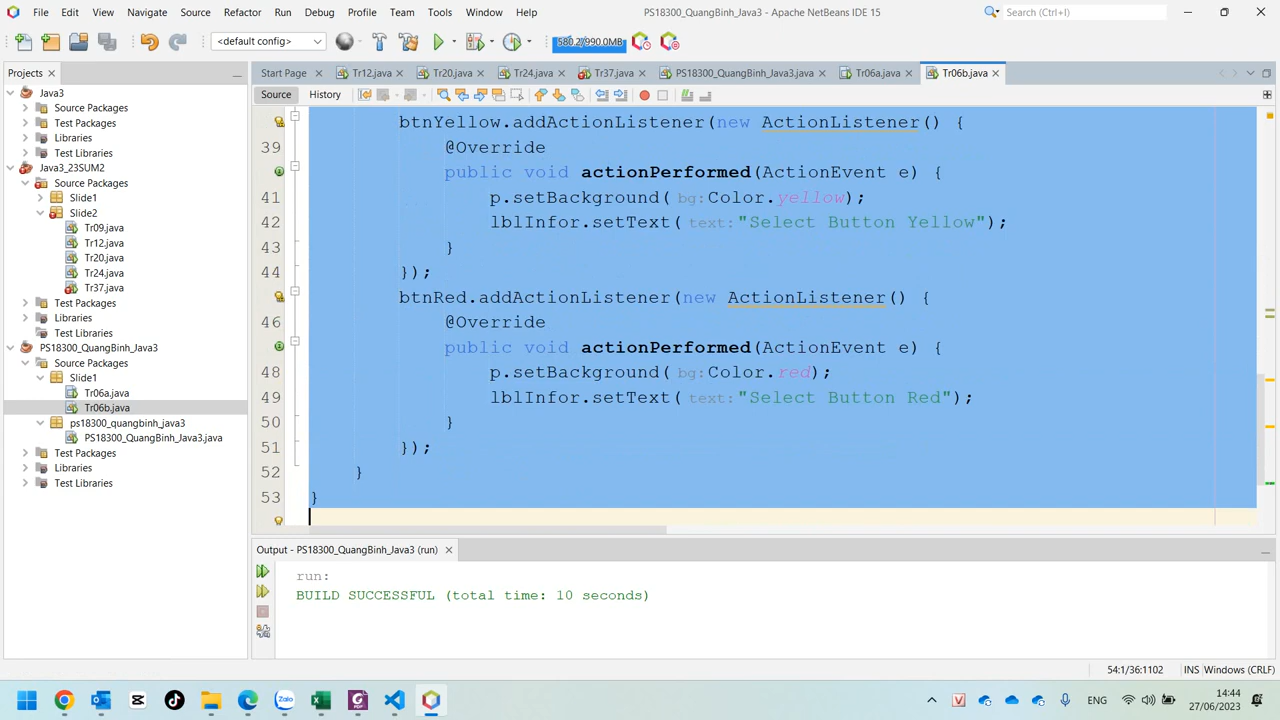 File Edit View Navigate Source Refactor Run Debug Profile Team Tools Window Help PS18300_QuangBinh_Java3 - Apache NetBeans IDE 15 Search (Ctrl+I)
<default config> 580.2/990.0MB
Projects Start Page Tr12.java Tr20.java Tr24.java Tr37.java PS18300_QuangBinh_Java3.java Tr06a.java Tr06b.java
Java3 Source History
Source Packages
Test Packages
Libraries
Test Libraries
Java3_23SUM2
Source Packages
Slide1
Slide2
Tr09.java
Tr12.java
Tr20.java
Tr24.java
Tr37.java
Test Packages
Libraries
Test Libraries
PS18300_QuangBinh_Java3
Source Packages
Slide1
Tr06a.java
Tr06b.java
ps18300_quangbinh_java3
PS18300_QuangBinh_Java3.java
Test Packages
Libraries
Test Libraries
btnYellow.addActionListener(new ActionListener() {
39 @Override
public void actionPerformed(ActionEvent e) {
41 p.setBackground( bg: Color.yellow);
42 lblInfor.setText( text: "Select Button Yellow");
43 }
44 });
btnRed.addActionListener(new ActionListener() {
46 @Override
public void actionPerformed(ActionEvent e) {
48 p.setBackground( bg: Color.red);
49 lblInfor.setText( text: "Select Button Red");
50 }
51 });
52 }
53 }
Output - PS18300_QuangBinh_Java3 (run)
run:
BUILD SUCCESSFUL (total time: 10 seconds)
54:1/36:1102 INS Windows (CRLF)
Zalo ENG 14:44
27/06/2023